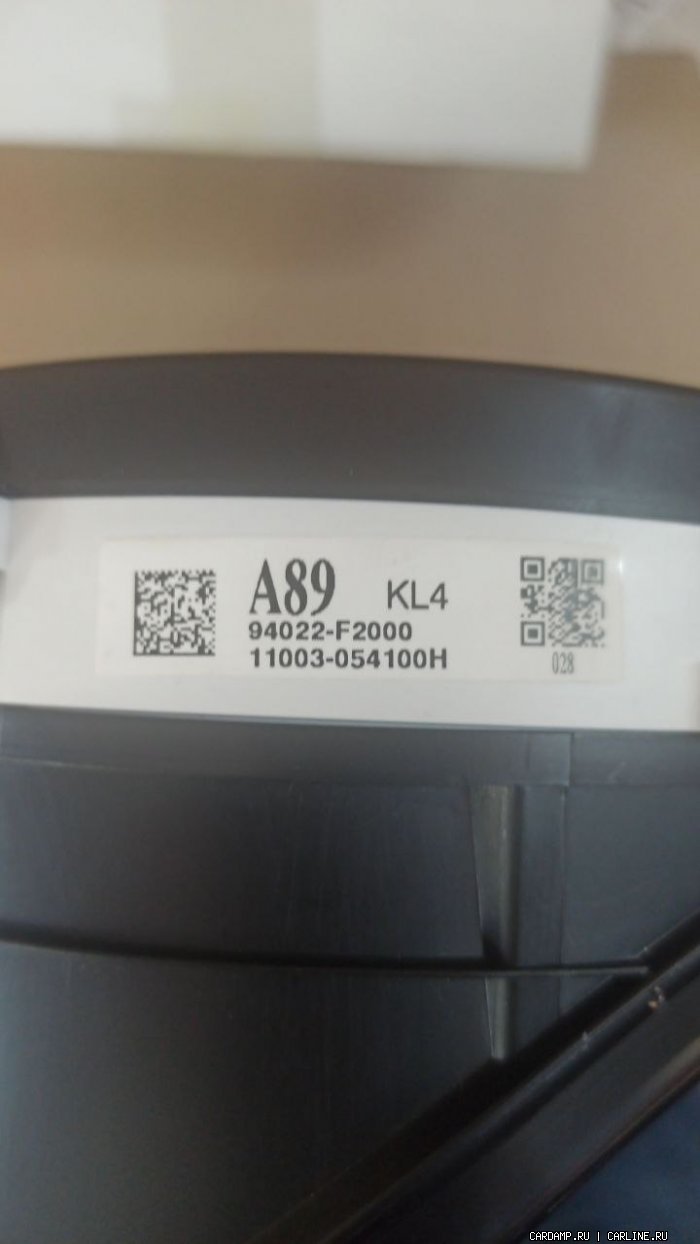 A89 KL4
94022-F2000
11003-054100H
028
CARDAMP.RU | CARLINE.RU